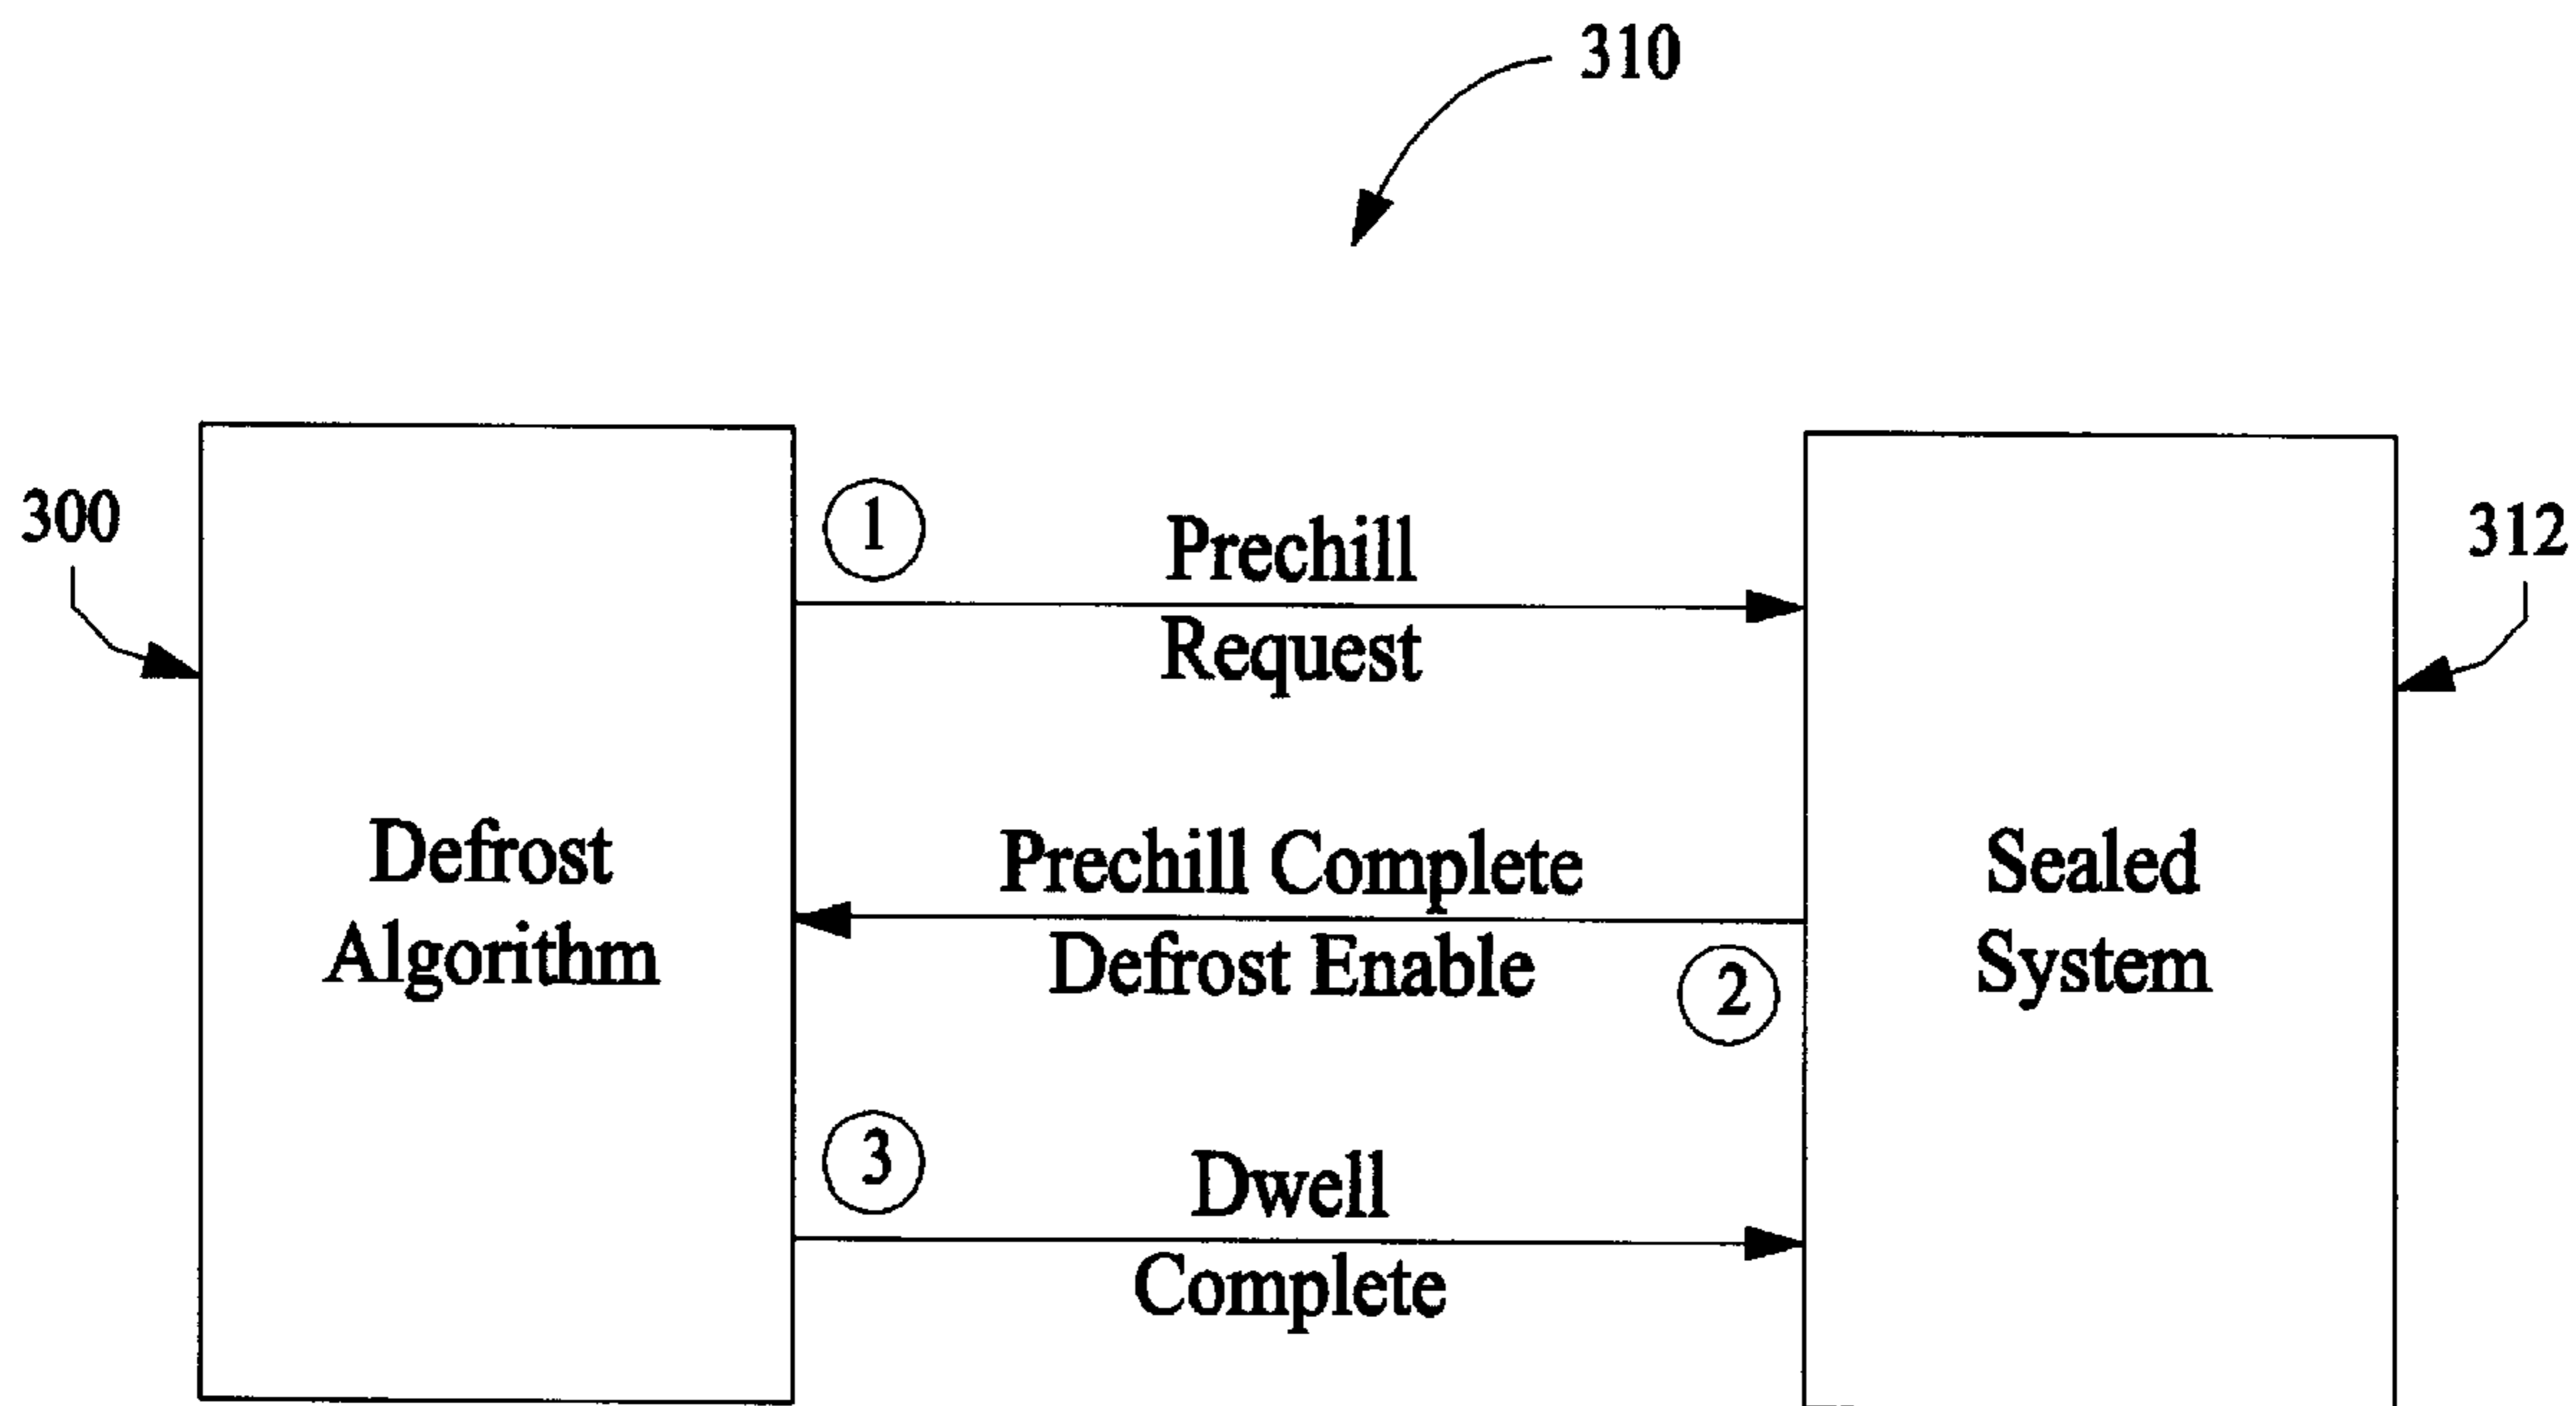 310
300
312
1
Prechill
Request
Defrost
Algorithm
Prechill Complete
Defrost Enable
2
Sealed
System
3
Dwell
Complete